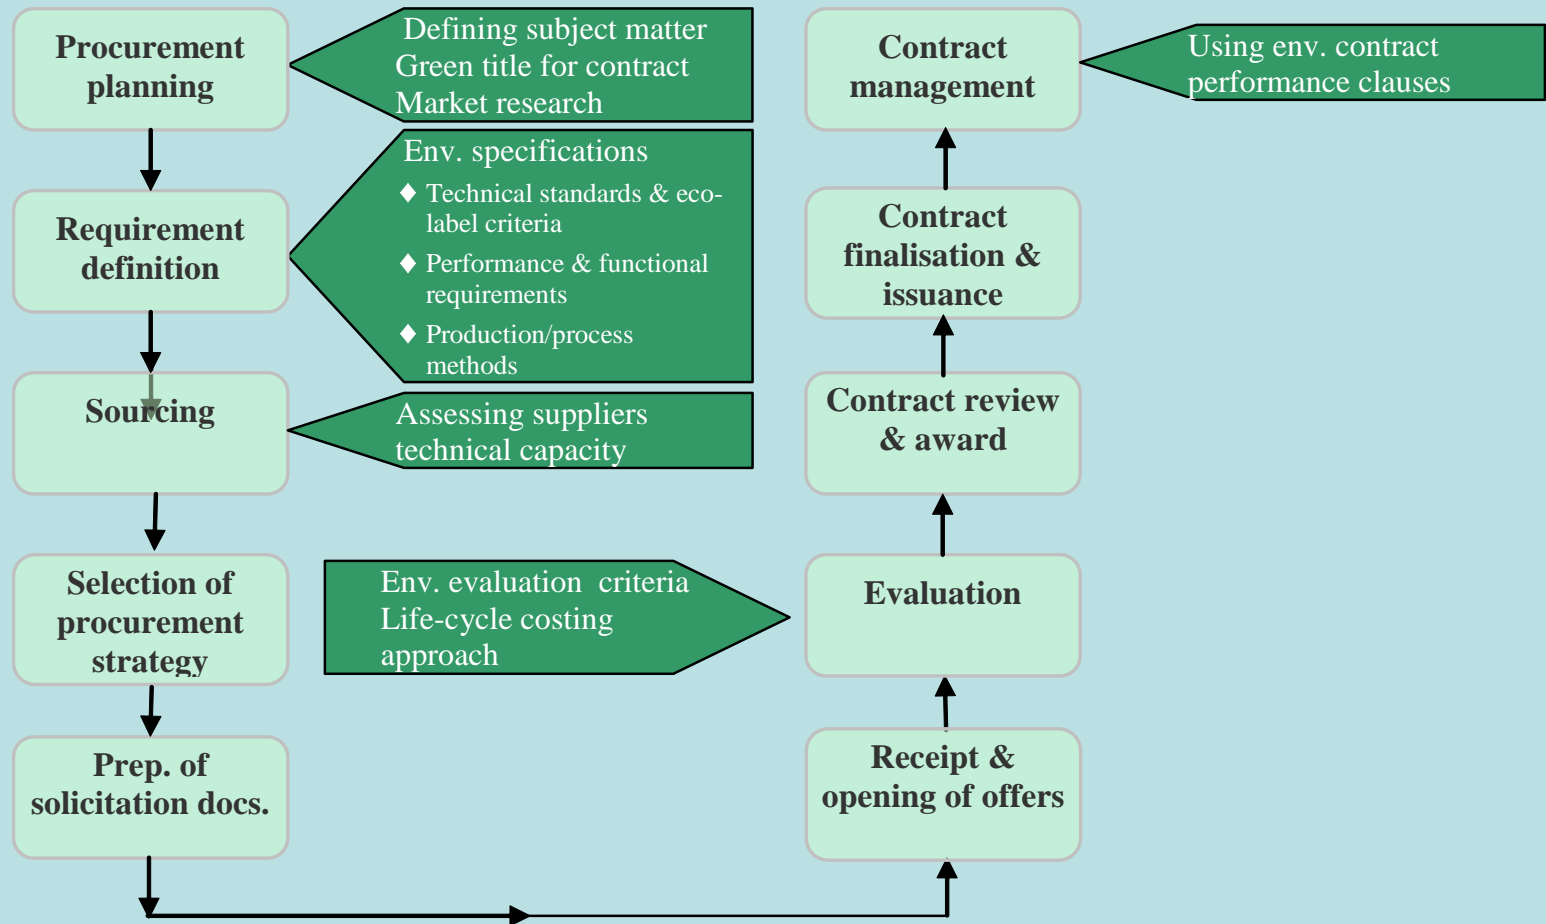 Procurement
planning
Defining subject matter
Green title for contract
Market research
Requirement
definition
Env. specifications
♦ Technical standards & eco-
label criteria
♦ Performance & functional
requirements
♦ Production/process
methods
Sourcing
Assessing suppliers
technical capacity
Selection of
procurement
strategy
Prep. of
solicitation docs.
Receipt &
opening of offers
Env. evaluation criteria
Life-cycle costing
approach
Evaluation
Contract review
& award
Contract
finalisation &
issuance
Contract
management
Using env. contract
performance clauses